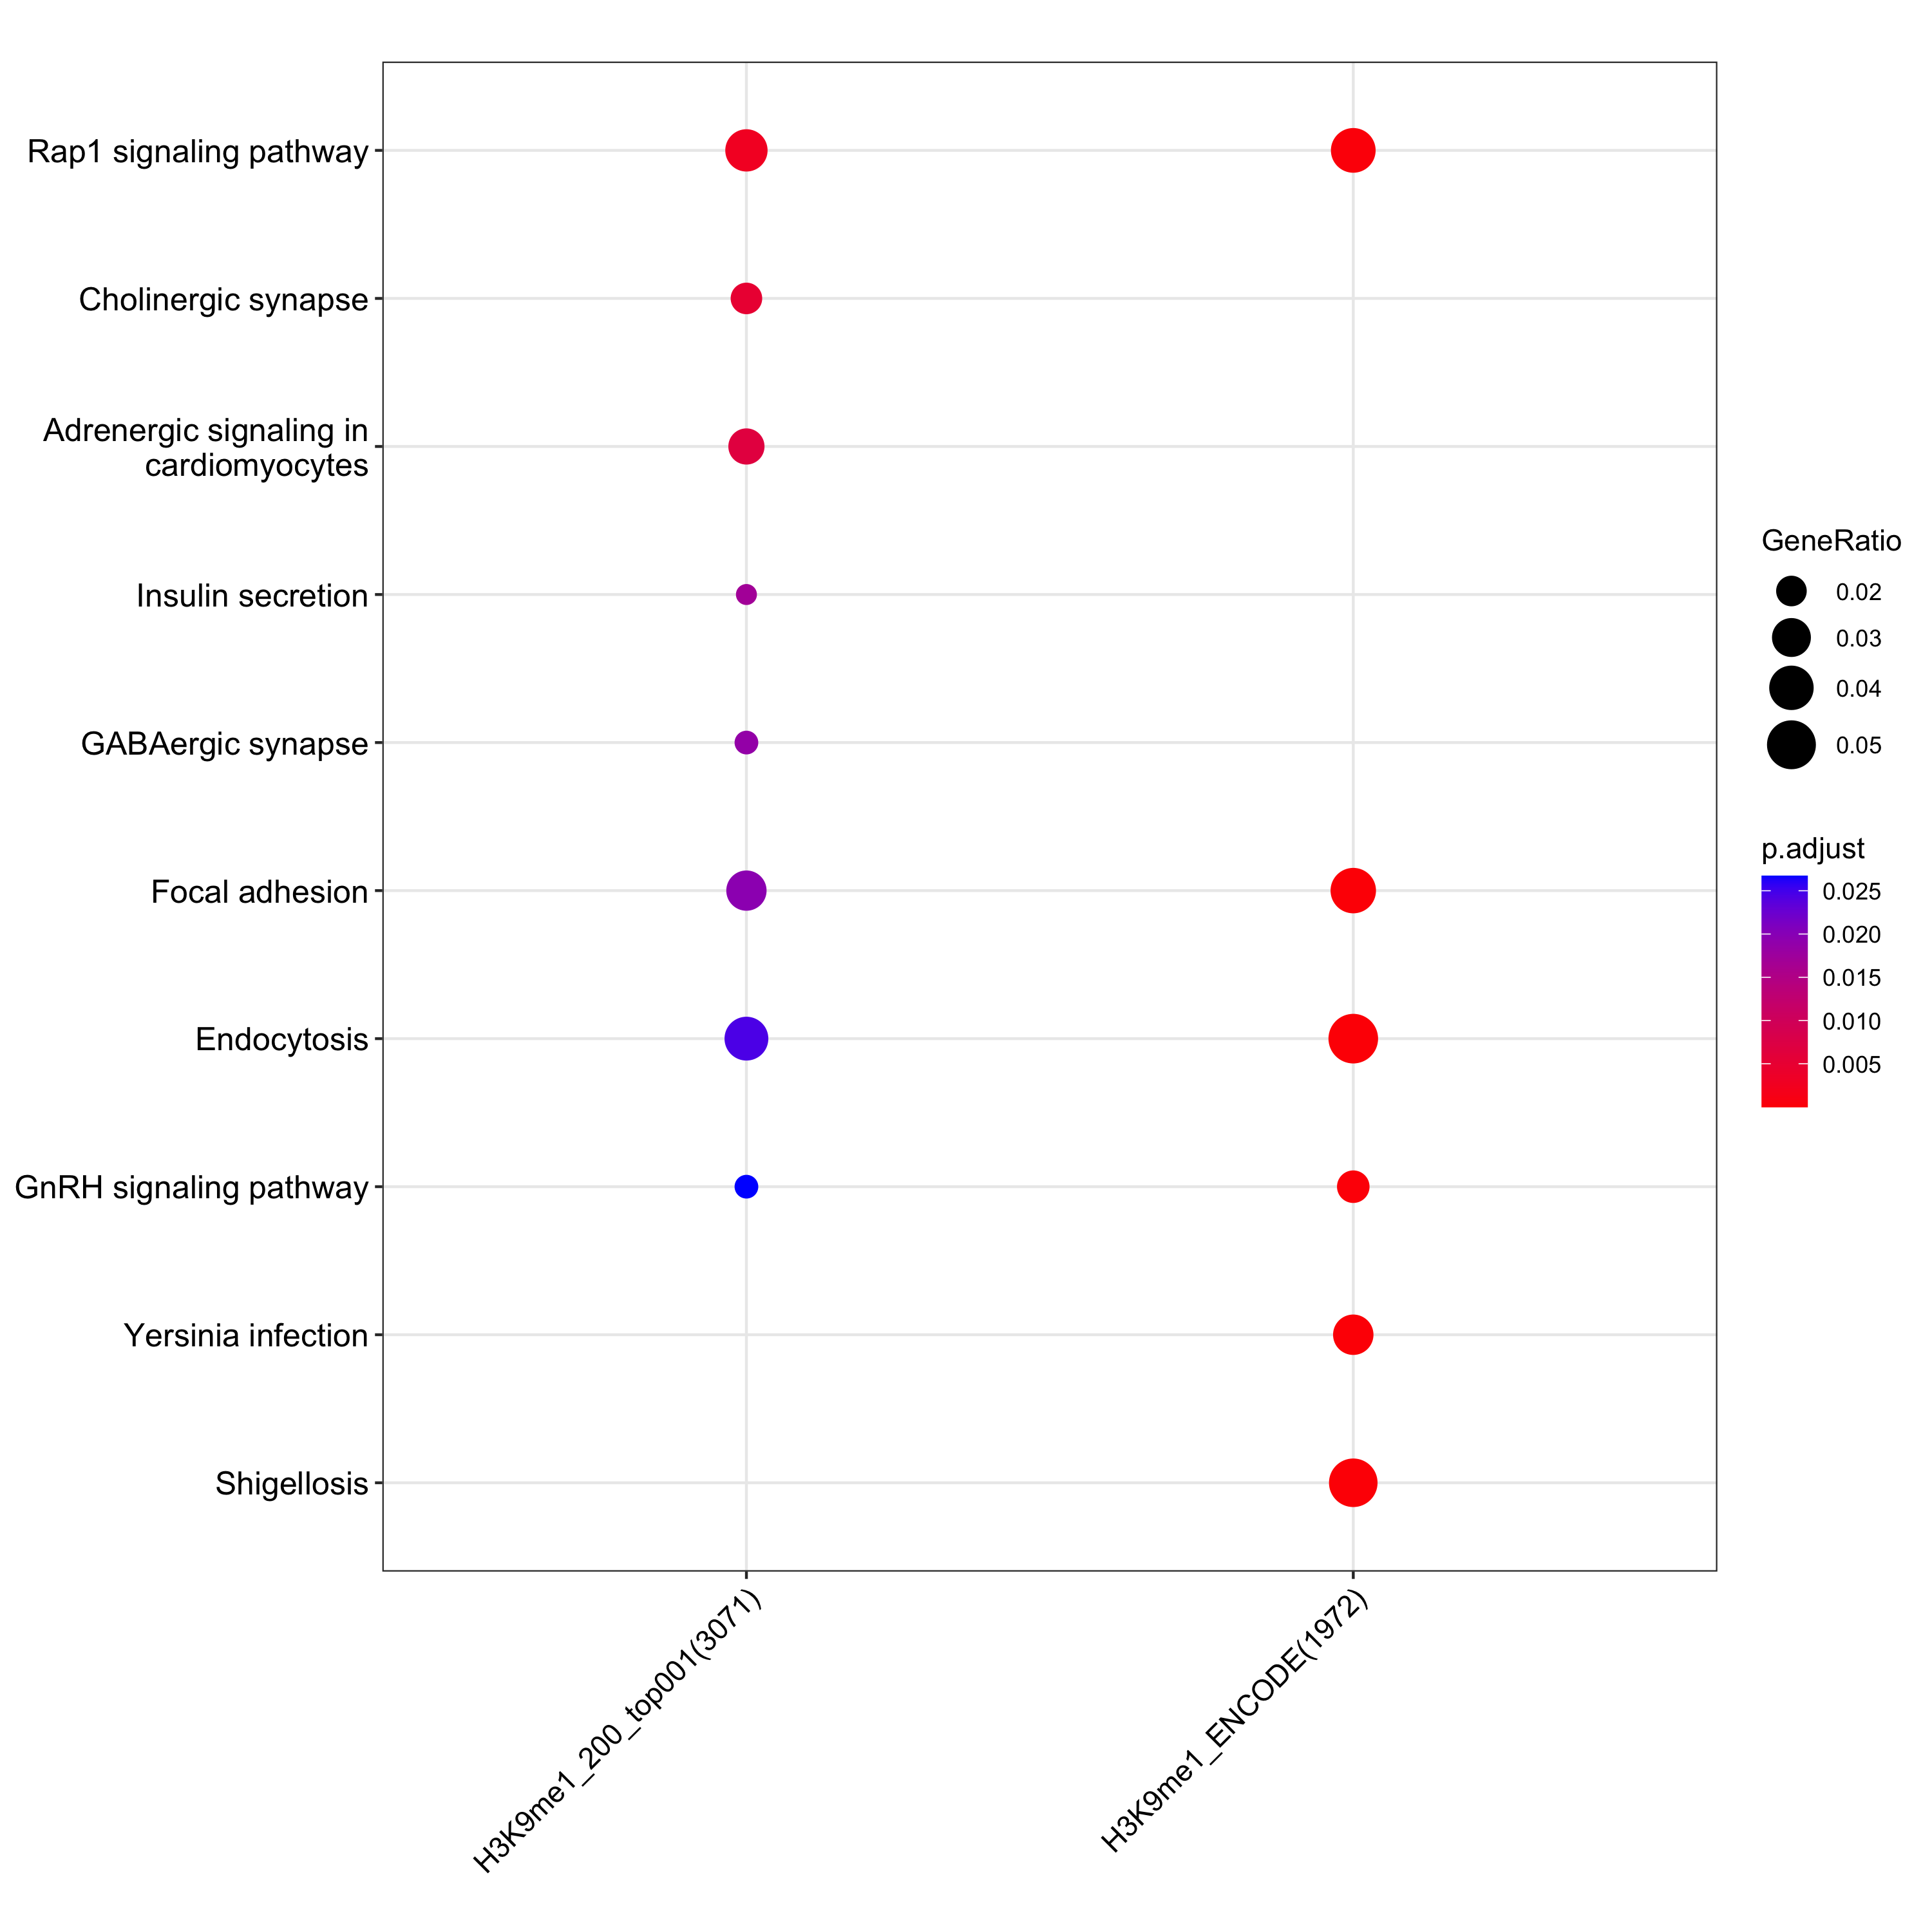 Rap1 signaling pathway
Cholinergic synapse
Adrenergic signaling in
cardiomyocytes
Insulin secretion
GABAergic synapse
Focal adhesion
Endocytosis
GnRH signaling pathway
Yersinia infection
Shigellosis
H3K9me1_200_top001(3071)
H3K9me1_ENCODE(1972)
GeneRatio
0.02
0.03
0.04
0.05
p.adjust
0.025
0.020
0.015
0.010
0.005